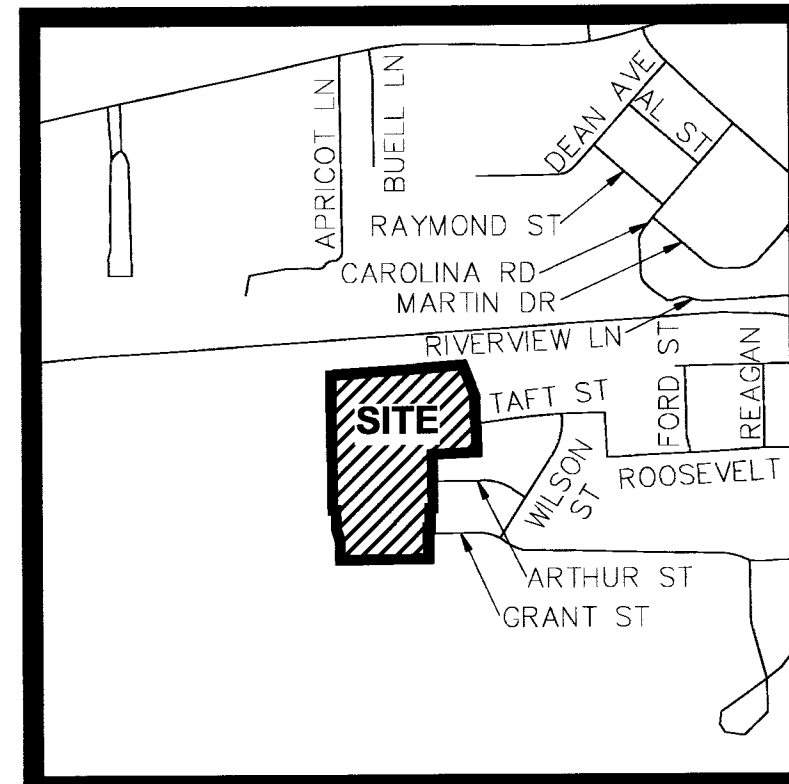 APRICOT LN
BUELL LN
DEAN AVE
AL ST
RAYMOND ST
CAROLINA RD
MARTIN DR
RIVERVIEW LN
SITE
TAFT ST
FORD ST
REAGAN
WILSON
ST
ROOSEVELT
ARTHUR ST
GRANT ST